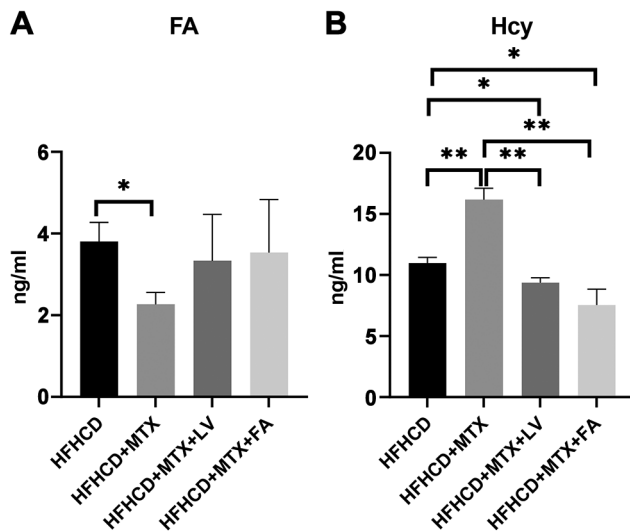 A
FA
ng/ml
6
4
2
0
*
HFHCD
HFHCD+MTX
HFHCD+MTX+LV
HFHCD+MTX+FA
B
Hcy
ng/ml
20
15
10
5
0
*
*
**
** **
HFHCD
HFHCD+MTX
HFHCD+MTX+LV
HFHCD+MTX+FA